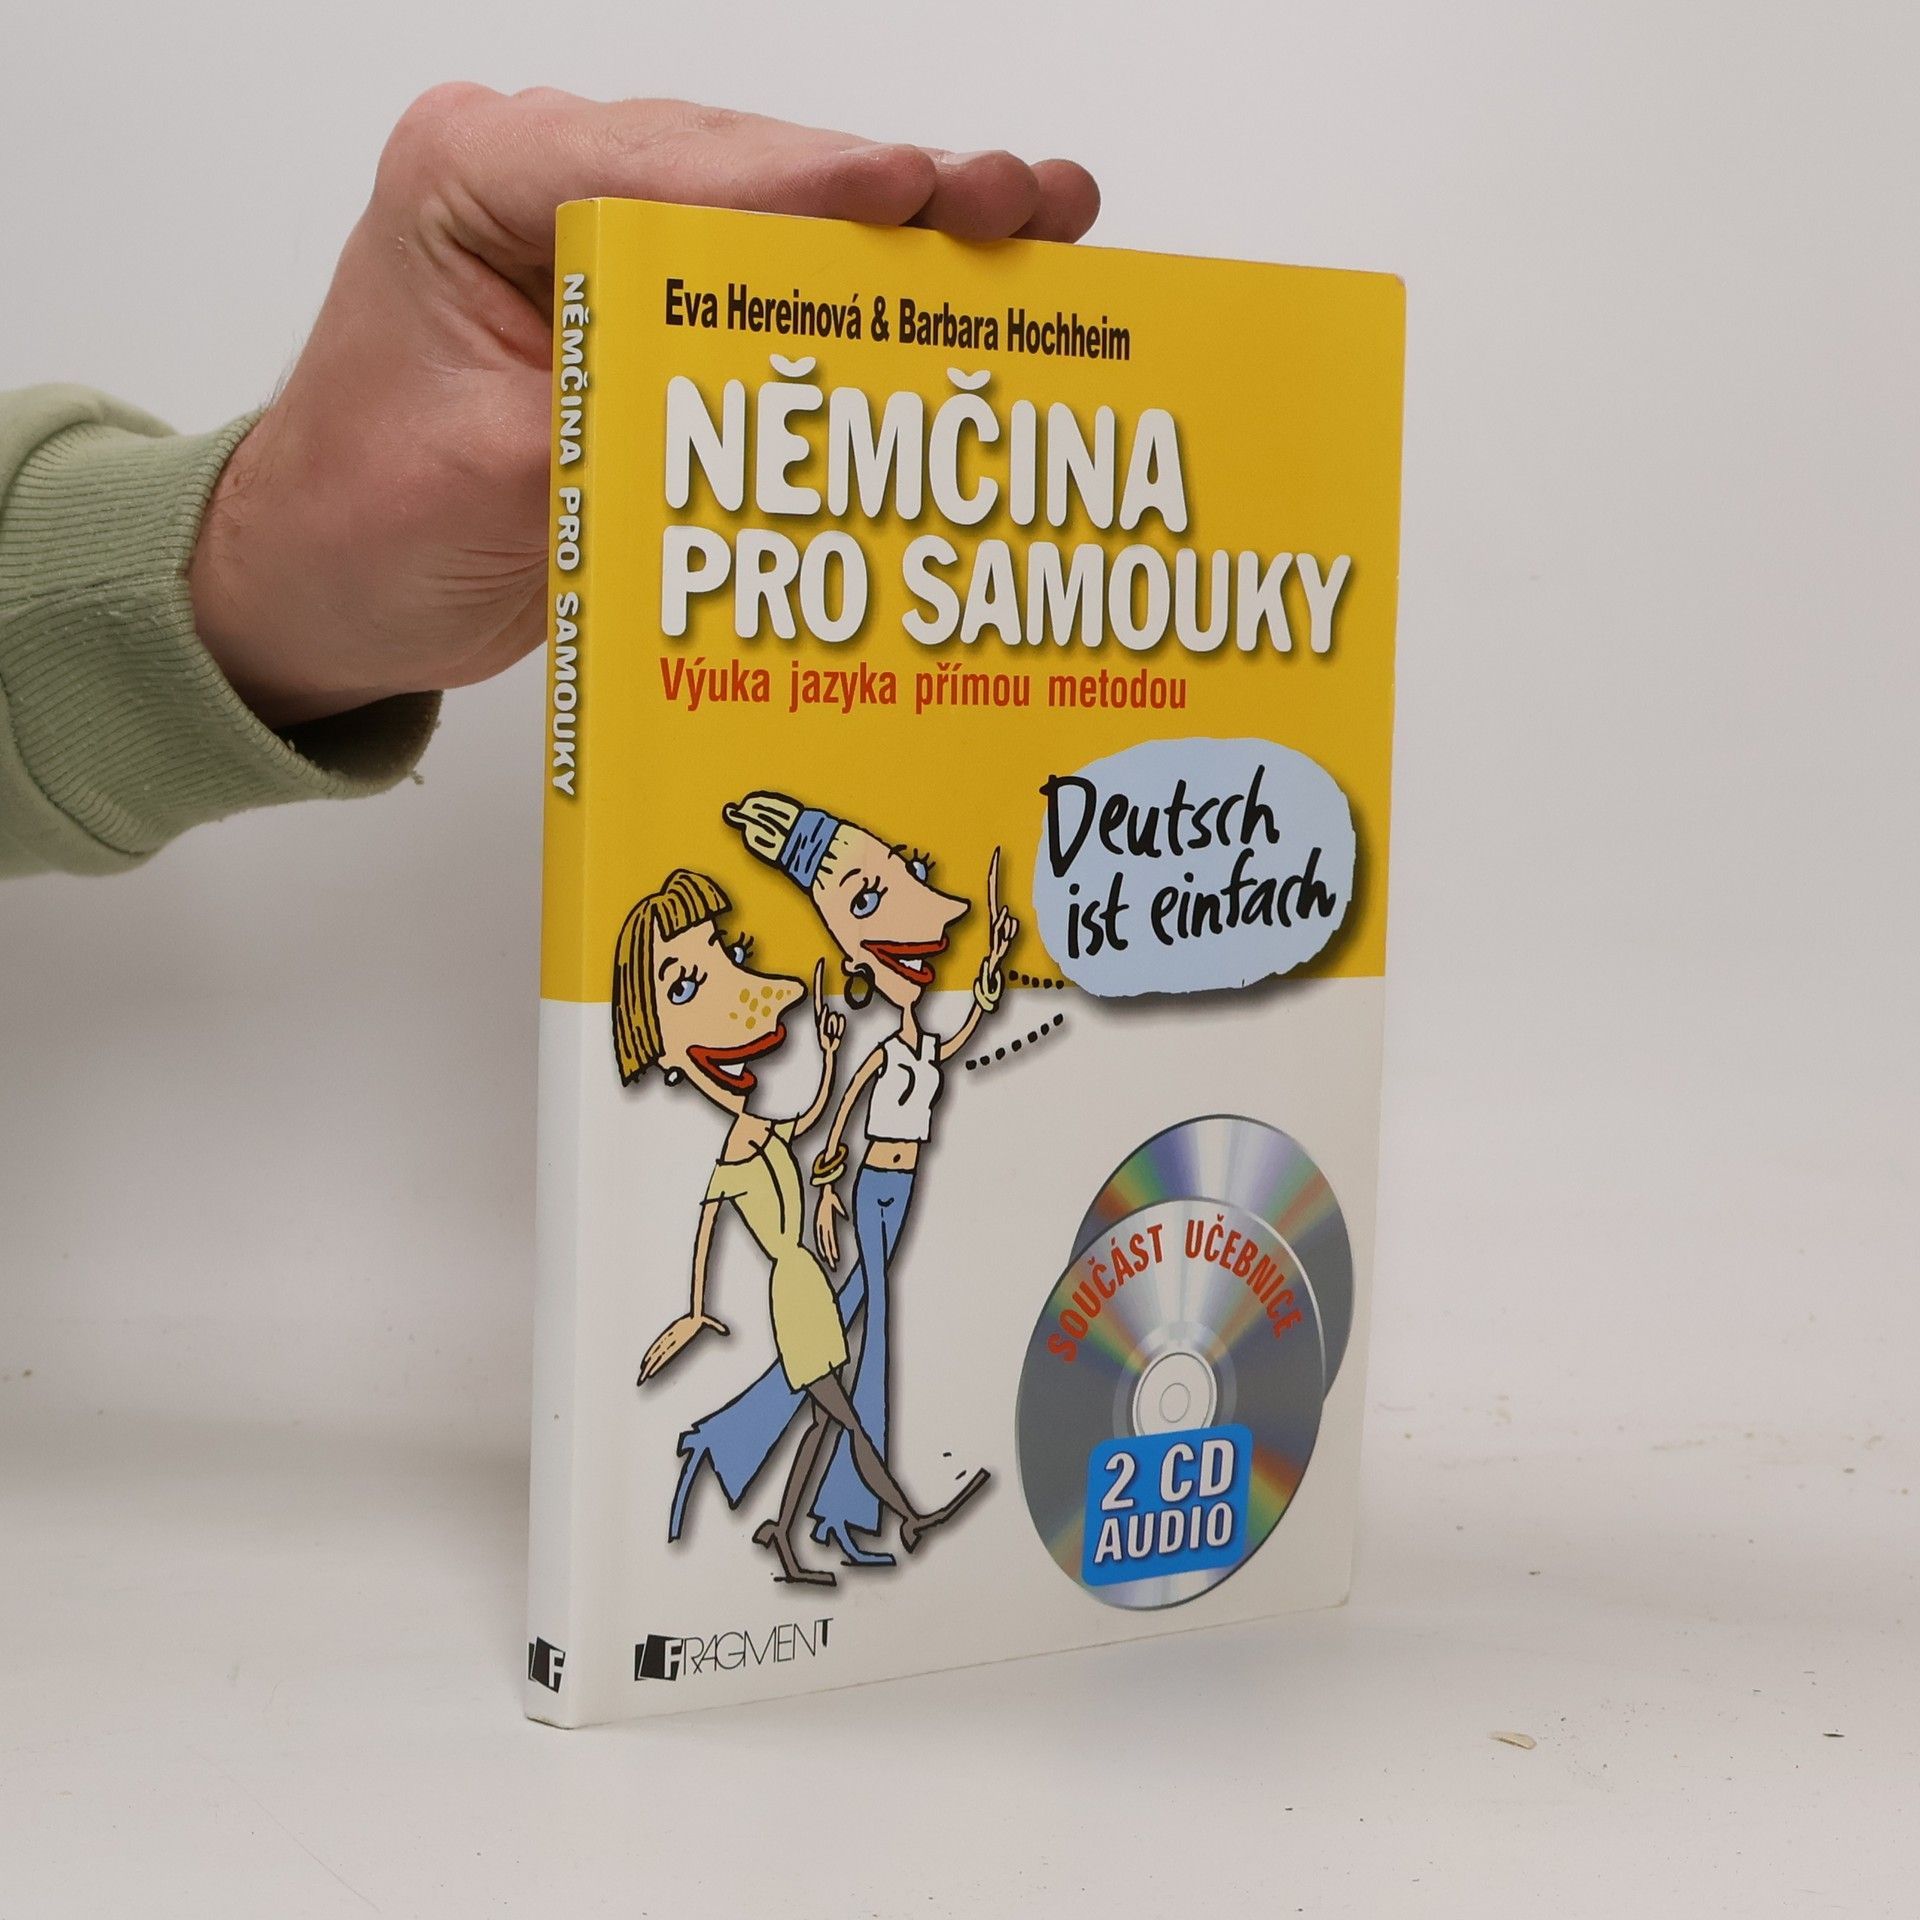 NĚMČINA PRO SAMOUKY
F
Eva Hereinová & Barbara Hochheim
NĚMČINA
PRO SAMOUKY
Výuka jazyka přímou metodou
Deutsch
ist einfach
SOUČÁST UČEBNICE
2 CD
AUDIO
FRAGMENT